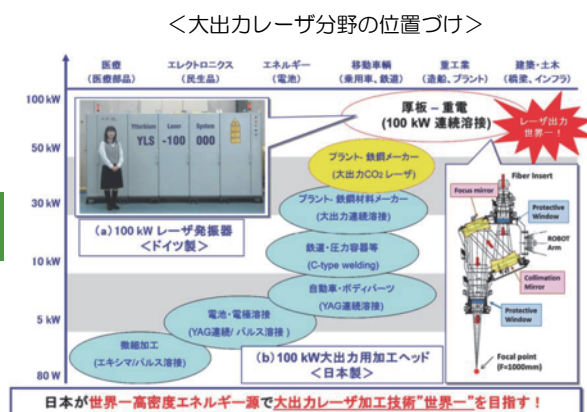 ＜大出力レーザ分野の位置づけ＞
医療
(医療部品)
エレクトロニクス
(民生品)
エネルギー
(電池)
移動車輌
(乗用車、鉄道)
重工業
(造船、プラント)
建築・土木
(橋梁、インフラ)
100 kW
50 kW
30 kW
10 kW
5 kW
80 W
Ytterbium Laser System
YLS -100 000
(a)100 kW レーザ発振器
＜ドイツ製＞
厚板 – 重電
(100 kW 連続溶接)
レーザ出力
世界一！
プラント・鉄鋼メーカー
(大出力CO₂ レーザ)
プラント・鉄鋼材料メーカー
(大出力連続溶接)
鉄道・圧力容器等
(C-type welding)
自動車・ボディパーツ
(YAG連続溶接)
電池・電極溶接
(YAG連続/ パルス溶接 )
微細加工
(エキシマ/パルス溶接)
(b)100 kW大出力用加工ヘッド
＜日本製＞
Fiber Insert
Focus mirror
Protective
Window
ROBOT
Arm
Collimation
Mirror
Protective
Window
Focal point
(F=1000mm)
日本が世界一高密度エネルギー源で大出力レーザ加工技術"世界一"を目指す！